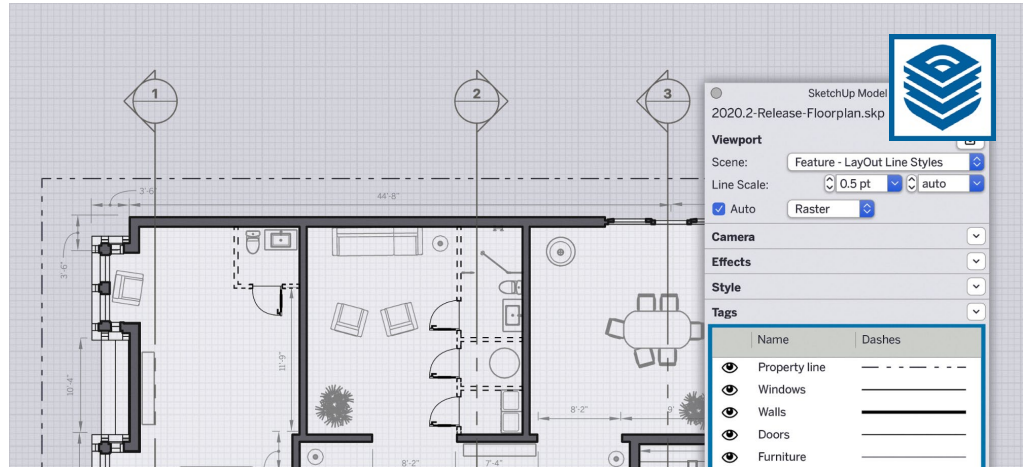 1
2
3
3'-6"
44'-8"
3'-6"
11'-9"
10'-4"
8'-2"
9'
8'-2"
7'-4"
SketchUp Model
2020.2-Release-Floorplan.skp
Viewport
Scene:
Feature - LayOut Line Styles
Line Scale:
0.5 pt
auto
Auto
Raster
Camera
Effects
Style
Tags
Name
Dashes
Property line
Windows
Walls
Doors
Furniture